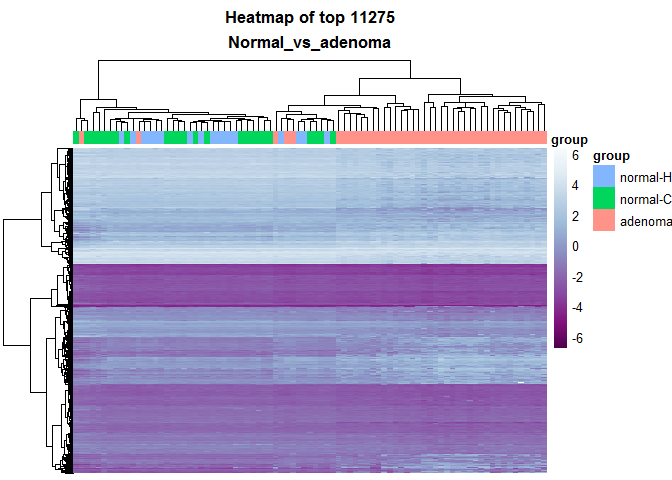 Heatmap of top 11275
Normal_vs_adenoma
group
6
4
2
0
-2
-4
-6
group
normal-H
normal-C
adenoma